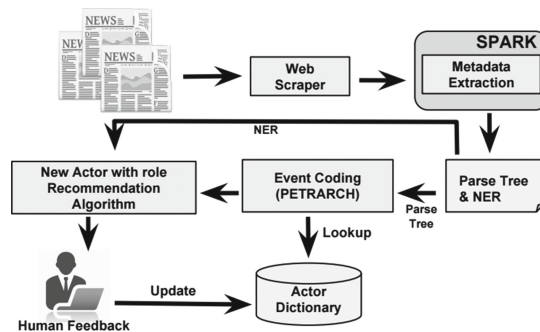 NEWS
NEWS
NEWS
Web
Scraper
SPARK
Metadata
Extraction
NER
New Actor with role
Recommendation
Algorithm
Event Coding
(PETRARCH)
Parse
Tree
Parse Tree
& NER
Lookup
Human Feedback
Update
Actor
Dictionary